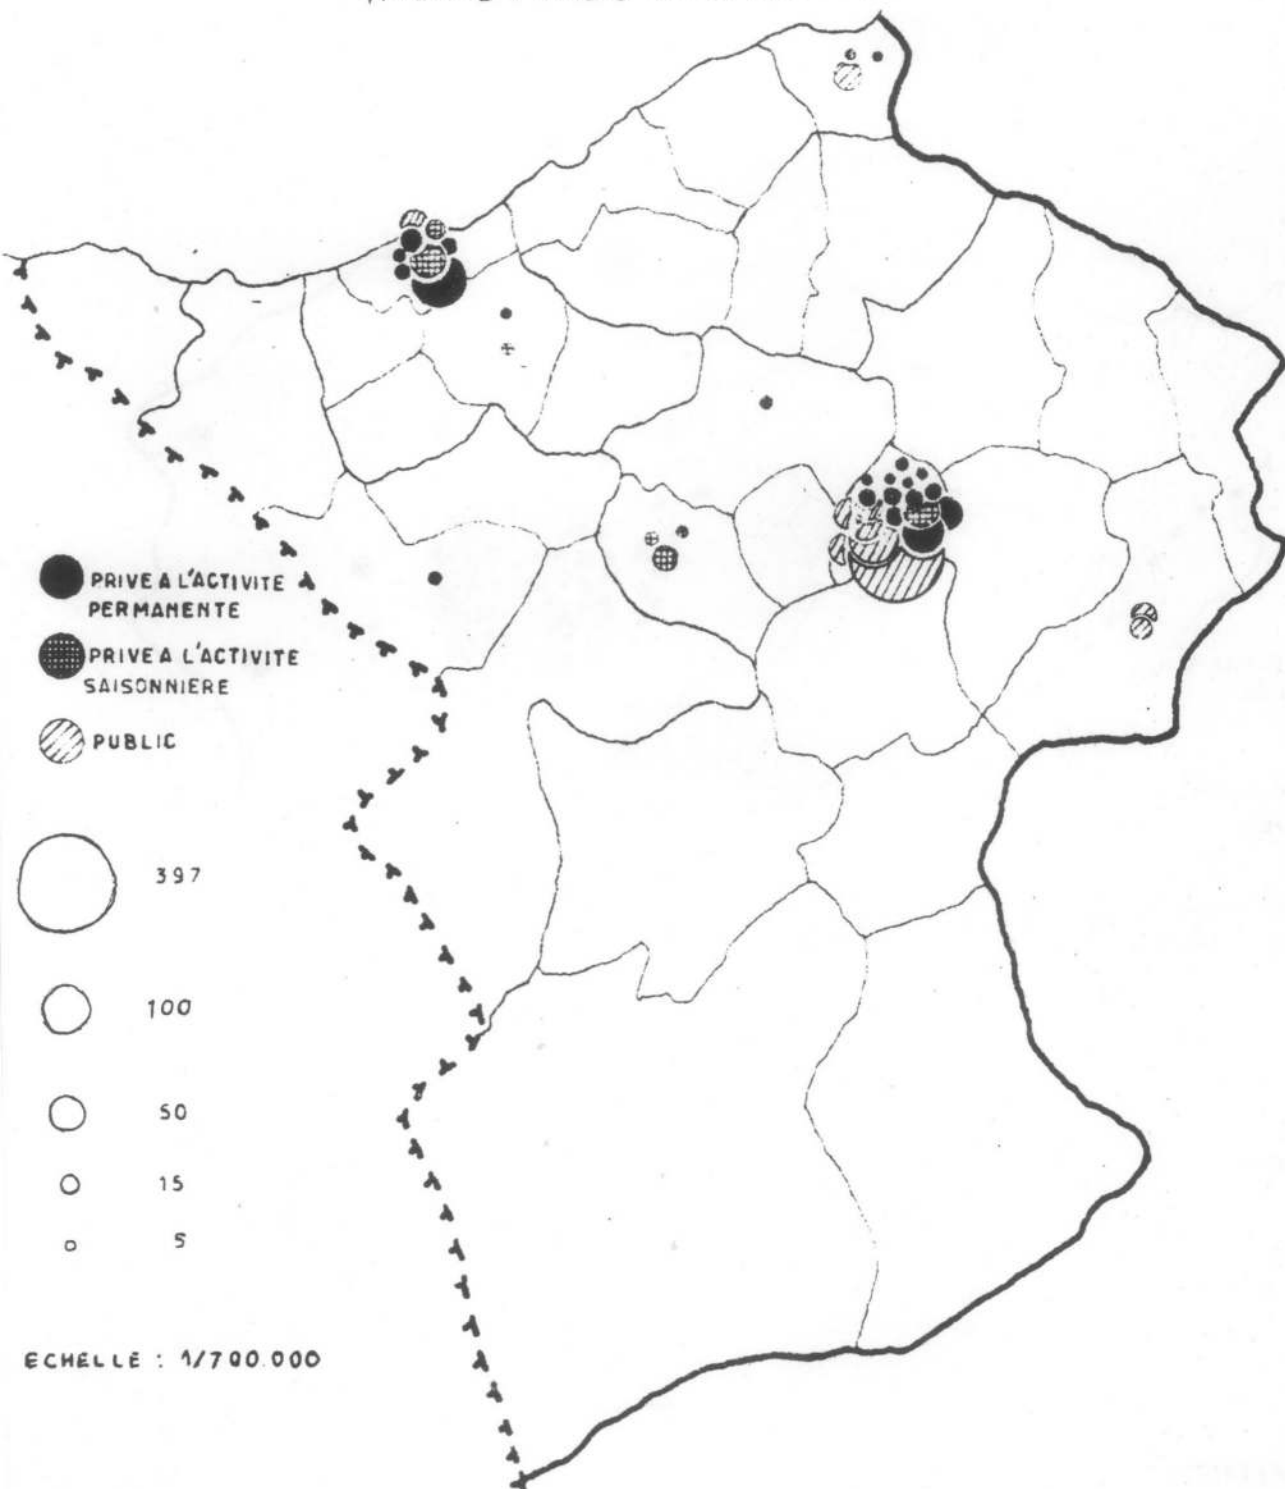 PRIVE A L'ACTIVITE
PERMANENTE
PRIVE A L'ACTIVITE
SAISONNIERE
PUBLIC
397
100
50
15
5
ECHELLE : 1/700.000